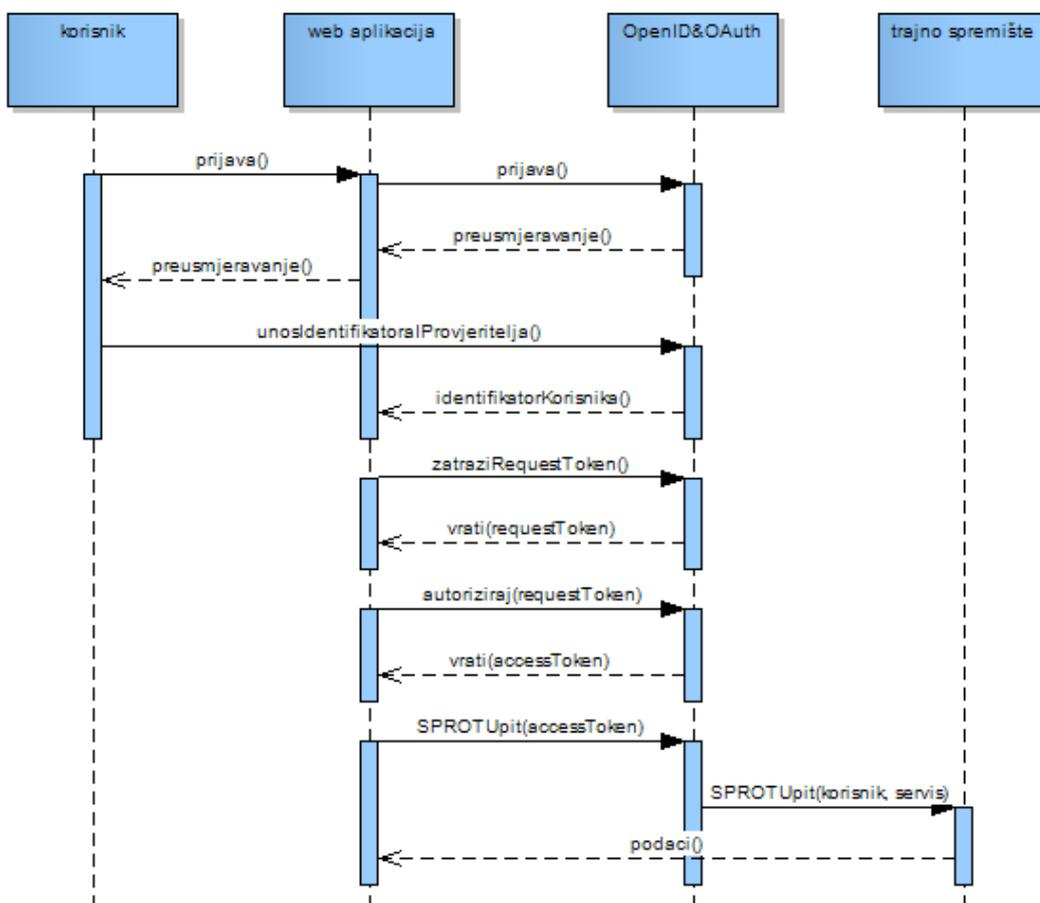 korisnik
web aplikacija
OpenID&OAuth
trajno spremište
prijava()
prijava()
preusmjeravanje()
preusmjeravanje()
unosIdentifikatoraIProvjeritelja()
identifikatorKorisnika()
zatraziRequestToken()
vrati(requestToken)
autoriziraj(requestToken)
vrati(accessToken)
SPROTUpit(accessToken)
SPROTUpit(korisnik, servis)
podaci()